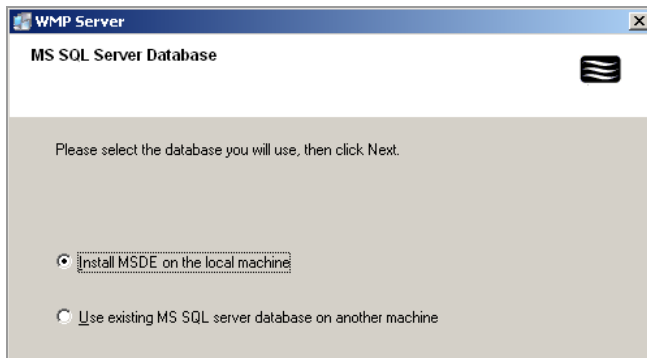 WMP Server
MS SQL Server Database
Please select the database you will use, then click Next.
Install MSDE on the local machine
Use existing MS SQL server database on another machine